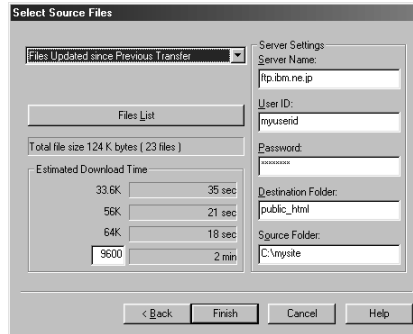 Select Source Files
Files Updated since Previous Transfer
Files List
Total file size 124 K bytes ( 23 files )
Estimated Download Time
33.6K 35 sec
56K 21 sec
64K 18 sec
9600 2 min
Server Settings
Server Name:
ftp.ibm.ne.jp
User ID:
myuserid
Password:
********
Destination Folder:
public_html
Source Folder:
C:\mysite
< Back
Finish
Cancel
Help